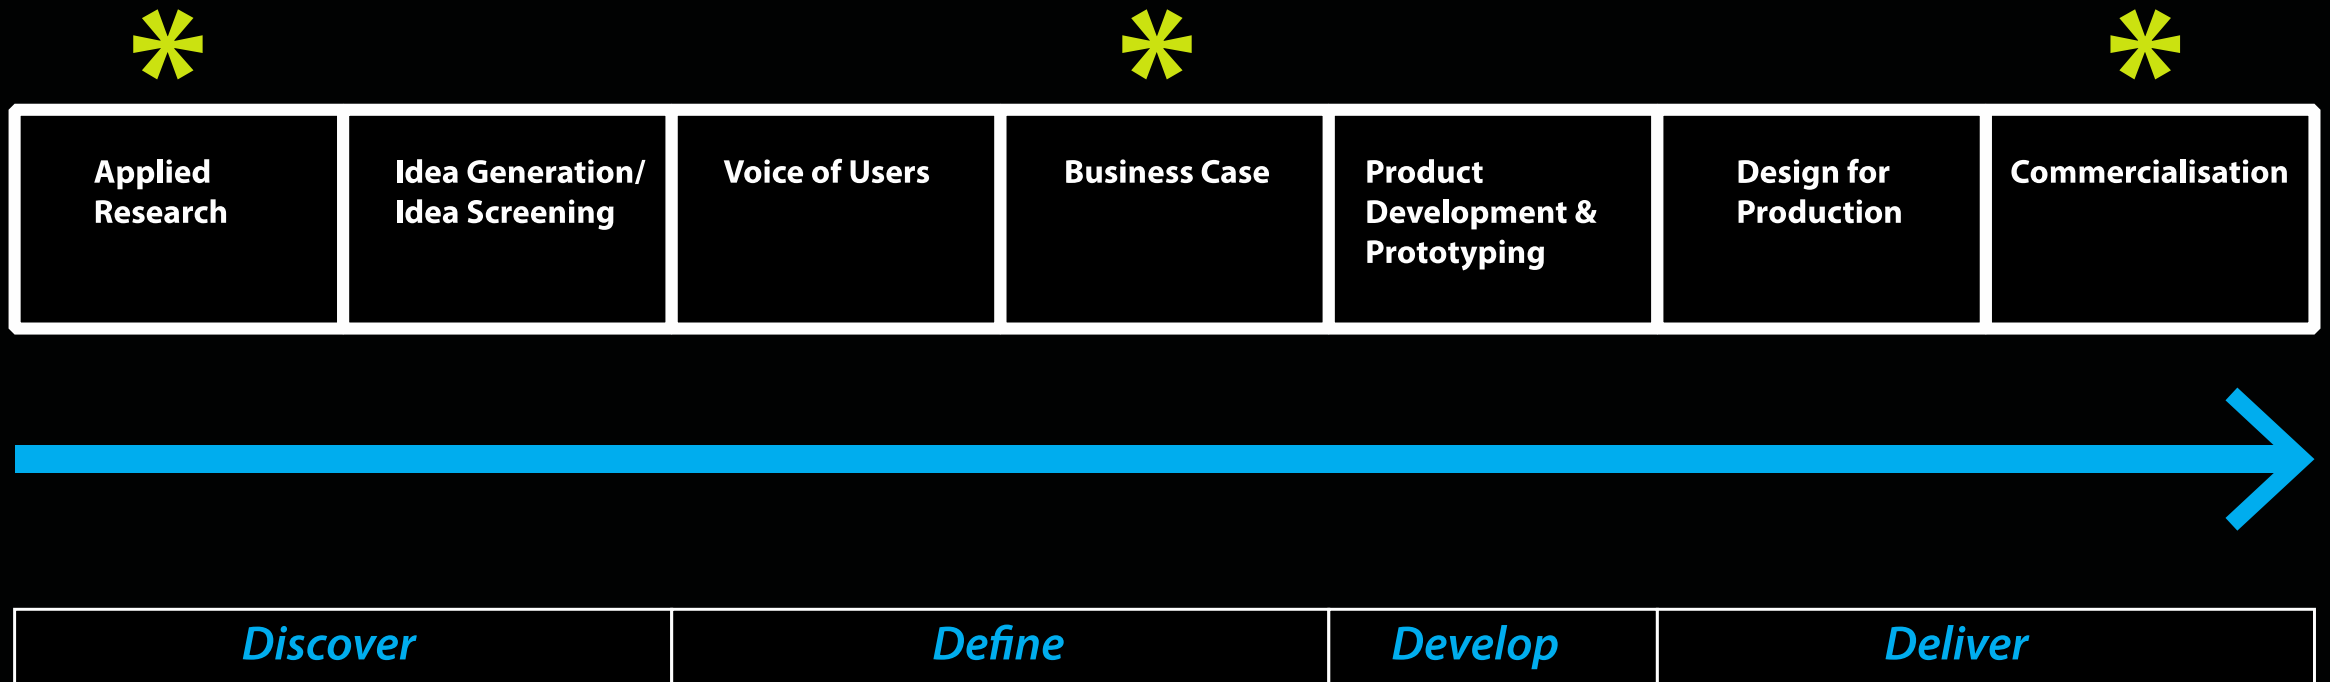 * * *
Applied
Research
Idea Generation/
Idea Screening
Voice of Users
Business Case
Product
Development &
Prototyping
Design for
Production
Commercialisation
Discover
Define
Develop
Deliver